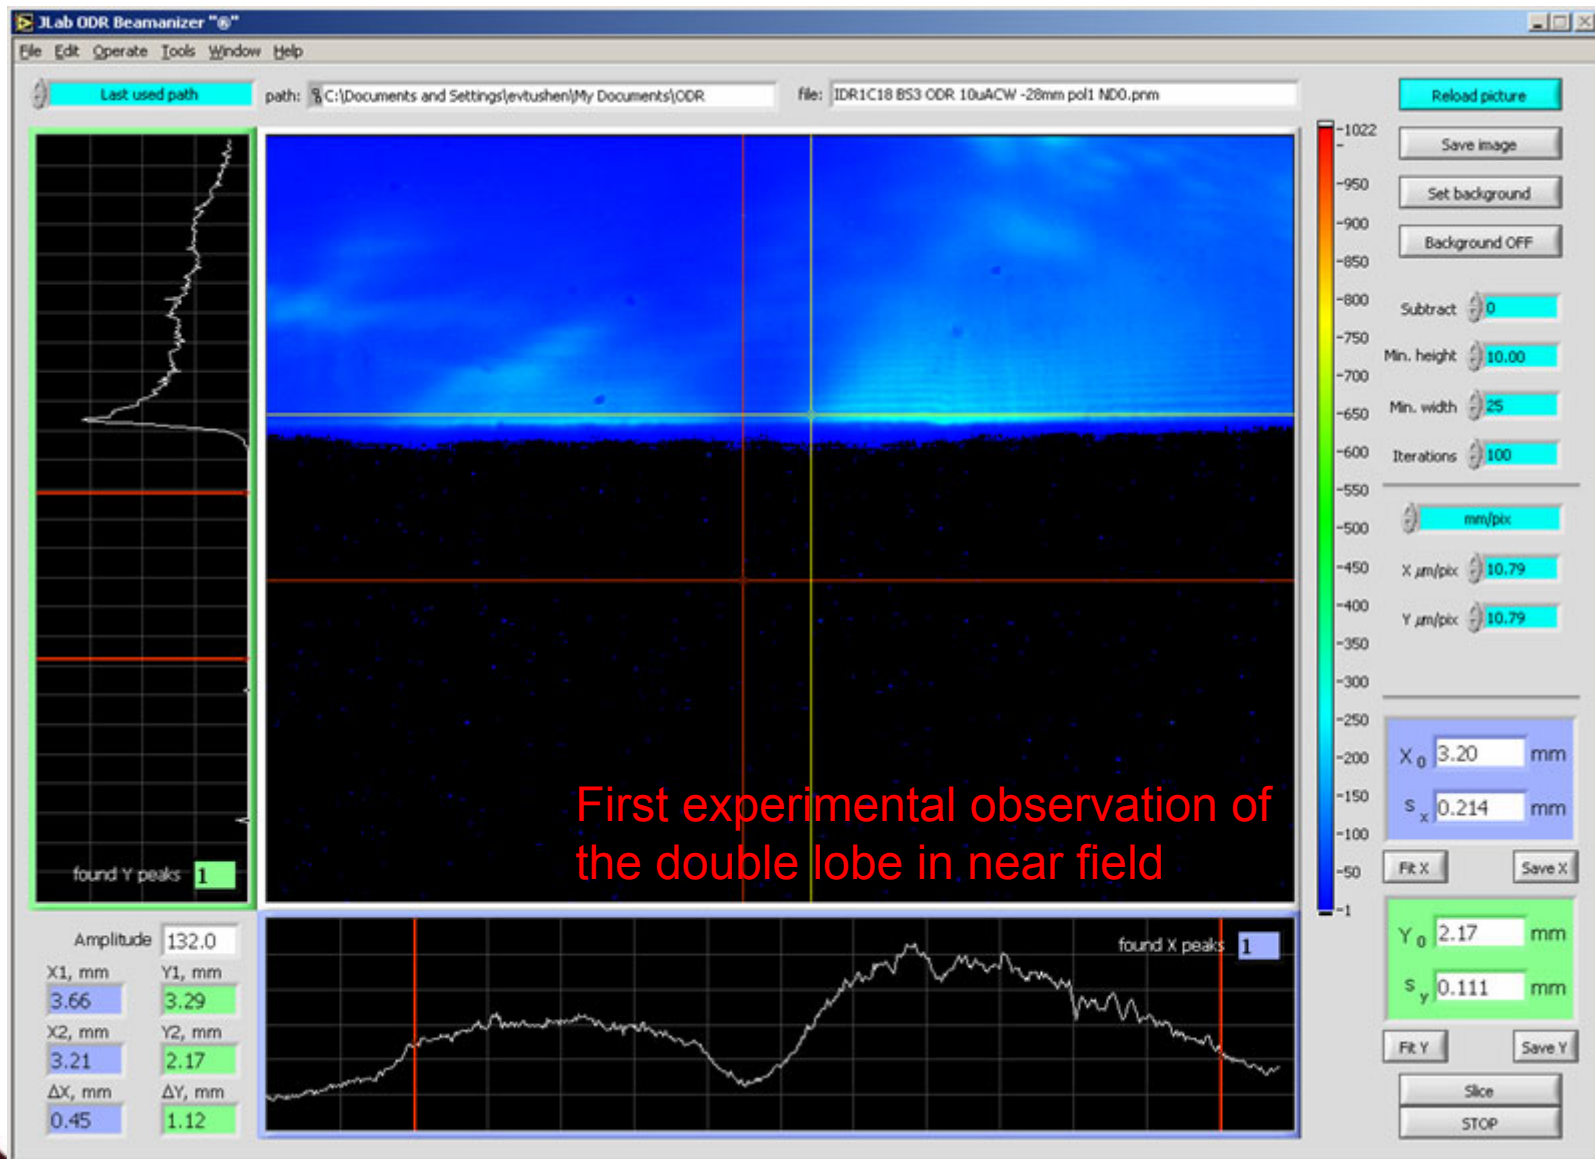 JLab ODR Beamanizer "®"
File Edit Operate Tools Window Help
Last used path
path: C:\Documents and Settings\evtushen\My Documents\ODR
file: IDR1C18 BS3 ODR 10uACW -28mm pol1 ND0.pnm
Reload picture
Save image
Set background
Background OFF
Subtract 0
Min. height 10.00
Min. width 25
Iterations 100
mm/pix
X µm/pix 10.79
Y µm/pix 10.79
1022
950
900
850
800
750
700
650
600
550
500
450
400
350
300
250
200
150
100
50
1
First experimental observation of
the double lobe in near field
found Y peaks 1
X0 3.20 mm
sx 0.214 mm
Fit X Save X
Y0 2.17 mm
sy 0.111 mm
Fit Y Save Y
Slice
STOP
Amplitude 132.0
X1, mm Y1, mm
3.66 3.29
X2, mm Y2, mm
3.21 2.17
ΔX, mm ΔY, mm
0.45 1.12
found X peaks 1